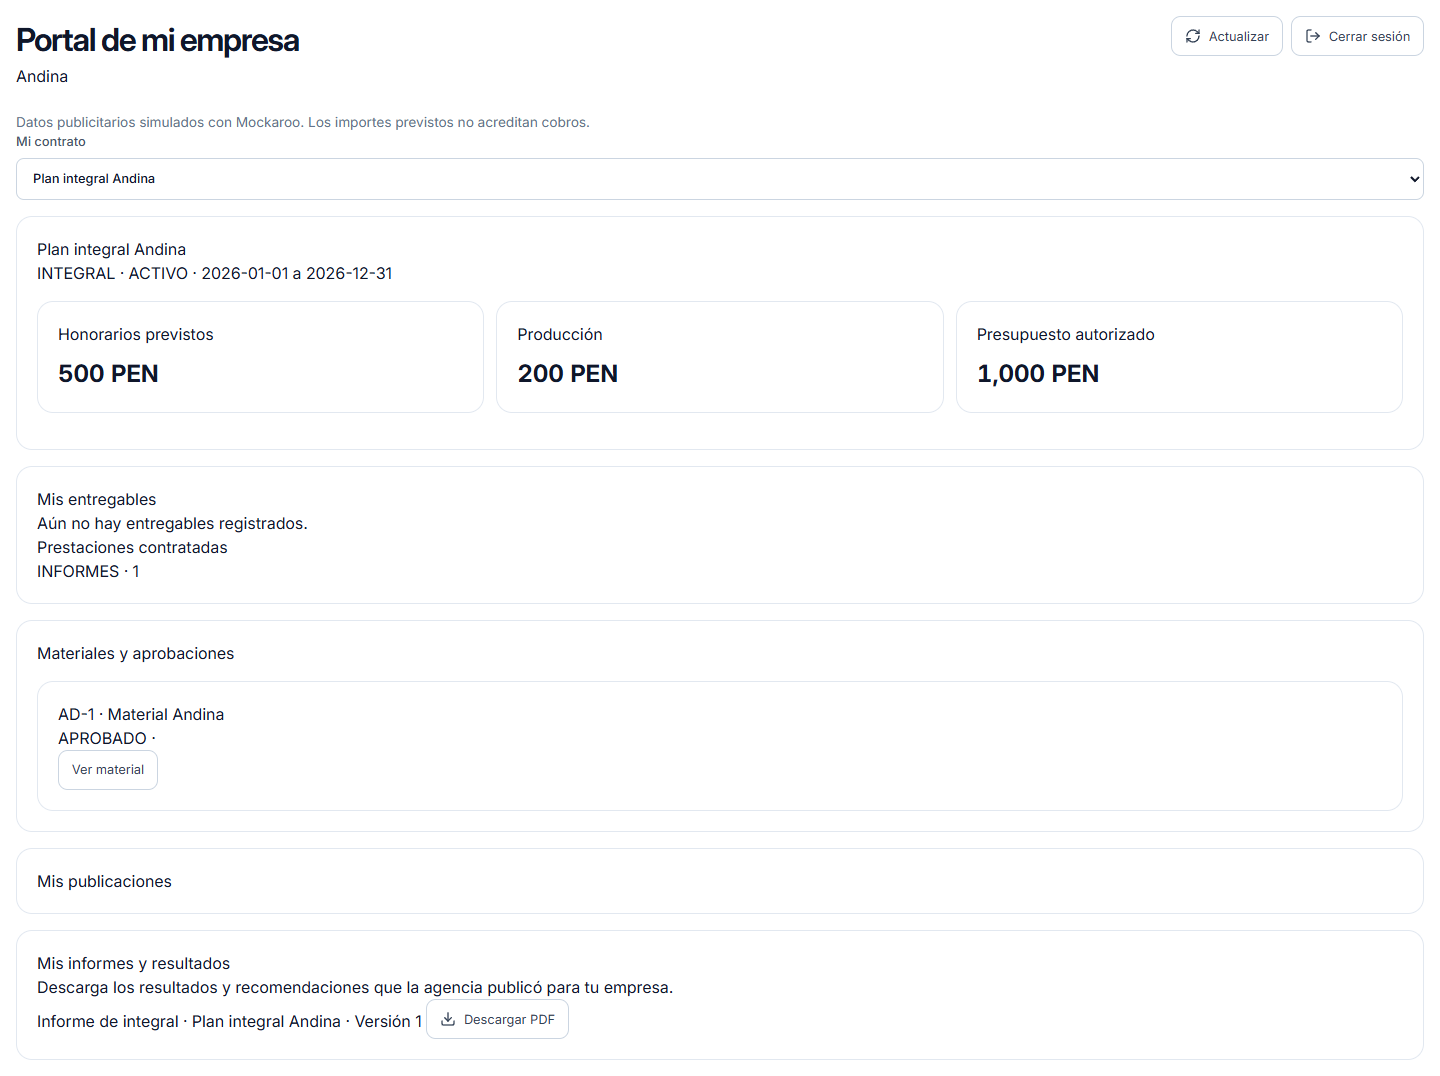 Portal de mi empresa
Actualizar
Cerrar sesión
Andina
Datos publicitarios simulados con Mockaroo. Los importes previstos no acreditan cobros.
Mi contrato
Plan integral Andina
Plan integral Andina
INTEGRAL · ACTIVO · 2026-01-01 a 2026-12-31
Honorarios previstos
500 PEN
Producción
200 PEN
Presupuesto autorizado
1,000 PEN
Mis entregables
Aún no hay entregables registrados.
Prestaciones contratadas
INFORMES · 1
Materiales y aprobaciones
AD-1 · Material Andina
APROBADO ·
Ver material
Mis publicaciones
Mis informes y resultados
Descarga los resultados y recomendaciones que la agencia publicó para tu empresa.
Informe de integral · Plan integral Andina · Versión 1
Descargar PDF